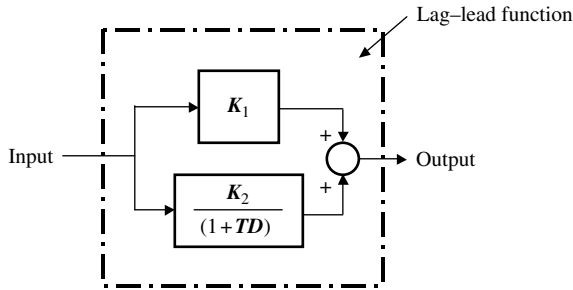 Lag–lead function
K1
+
Input
Output
+
K2
(1+TD)